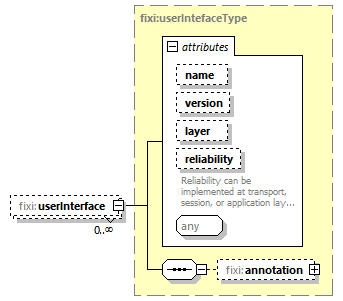 fixi:userIntefaceType
attributes
name
version
layer
reliability
Reliability can be
implemented at transport,
session, or application lay...
any
fixi:userInterface
0..∞
fixi:annotation